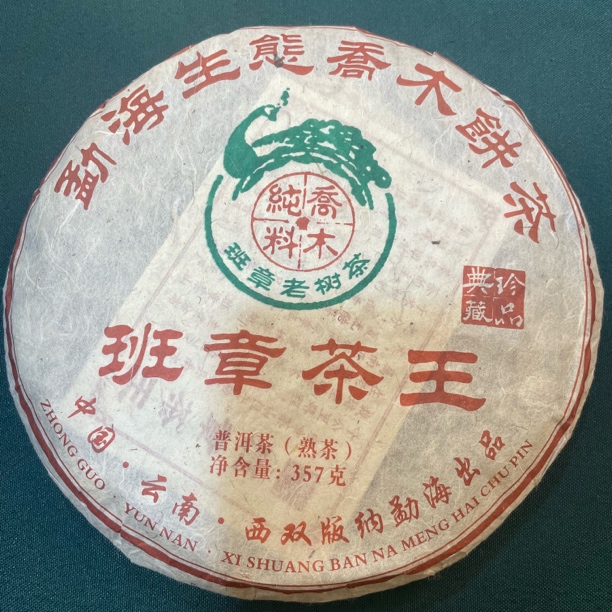 勐海生態喬木餅茶
喬木
純料
班章老树茶
珍品
典藏
班章茶王
普洱茶（熟茶）
净含量: 357克
中国·云南·西双版纳勐海出品
ZHONG GUO · YUN NAN · XI SHUANG BAN NA MENG HAI CHU PIN